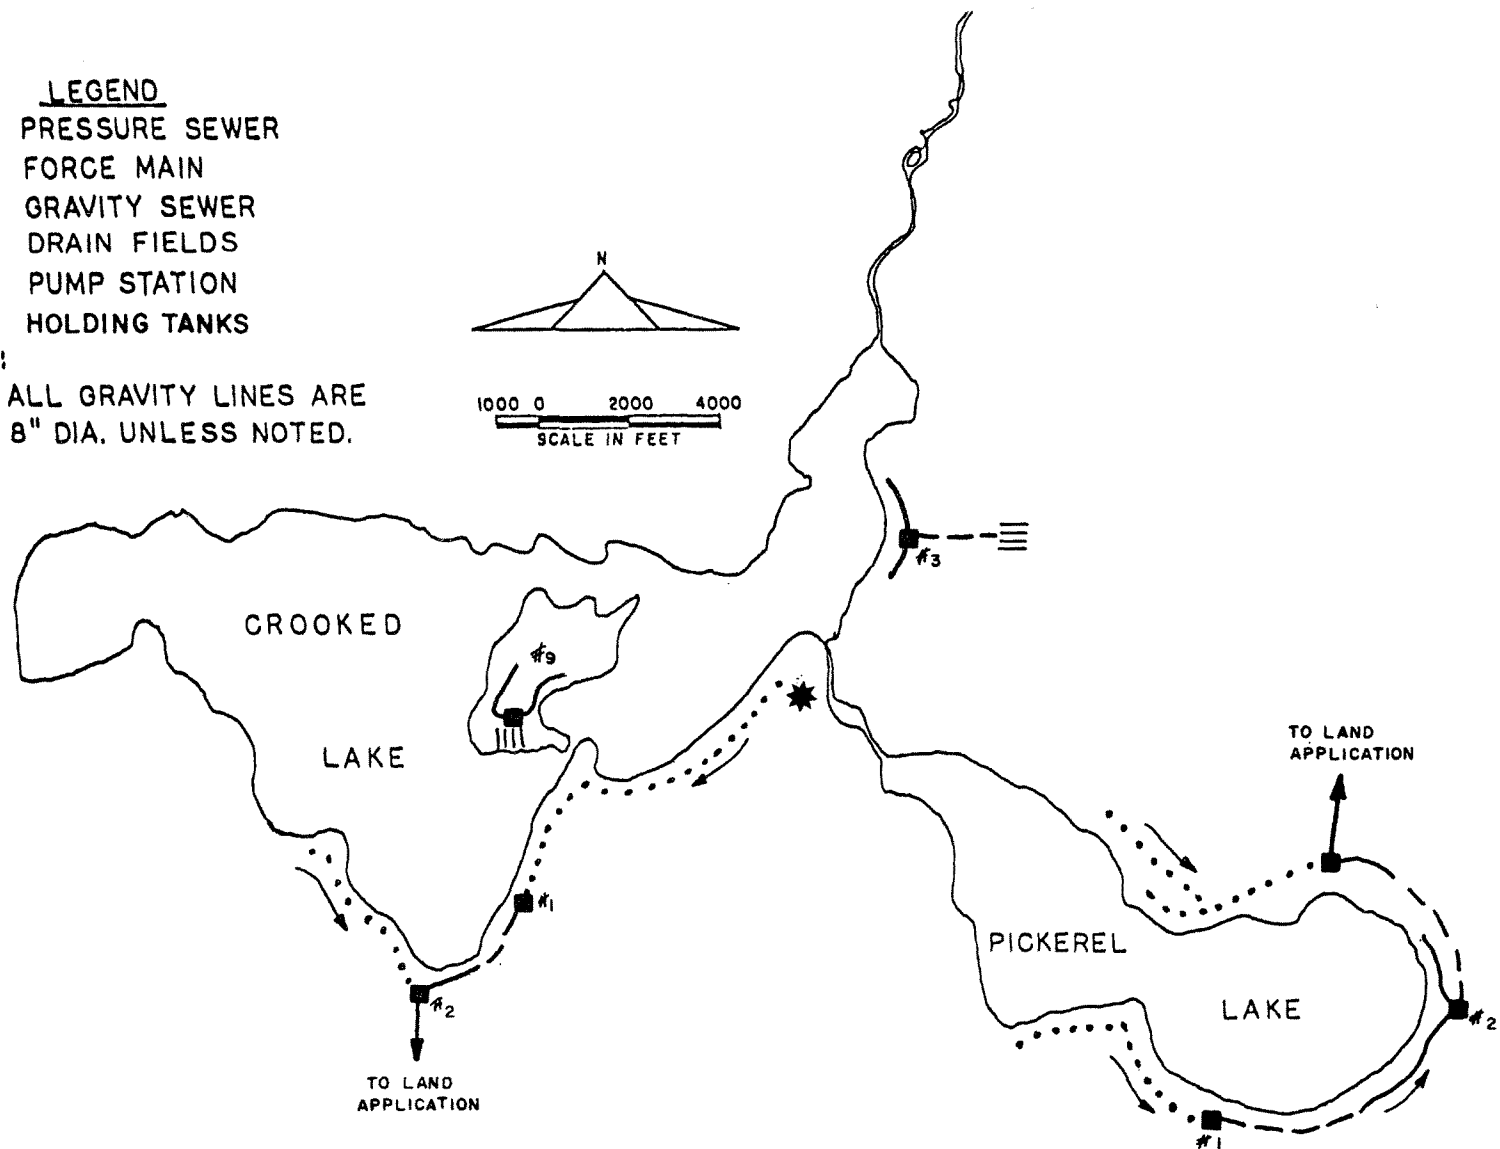 LEGEND
PRESSURE SEWER
FORCE MAIN
GRAVITY SEWER
DRAIN FIELDS
PUMP STATION
HOLDING TANKS
:
ALL GRAVITY LINES ARE
8" DIA. UNLESS NOTED.
N
1000 0 2000 4000
SCALE IN FEET
#3
CROOKED
LAKE
#9
#1
#2
TO LAND
APPLICATION
TO LAND
APPLICATION
PICKEREL
LAKE
#2
#1